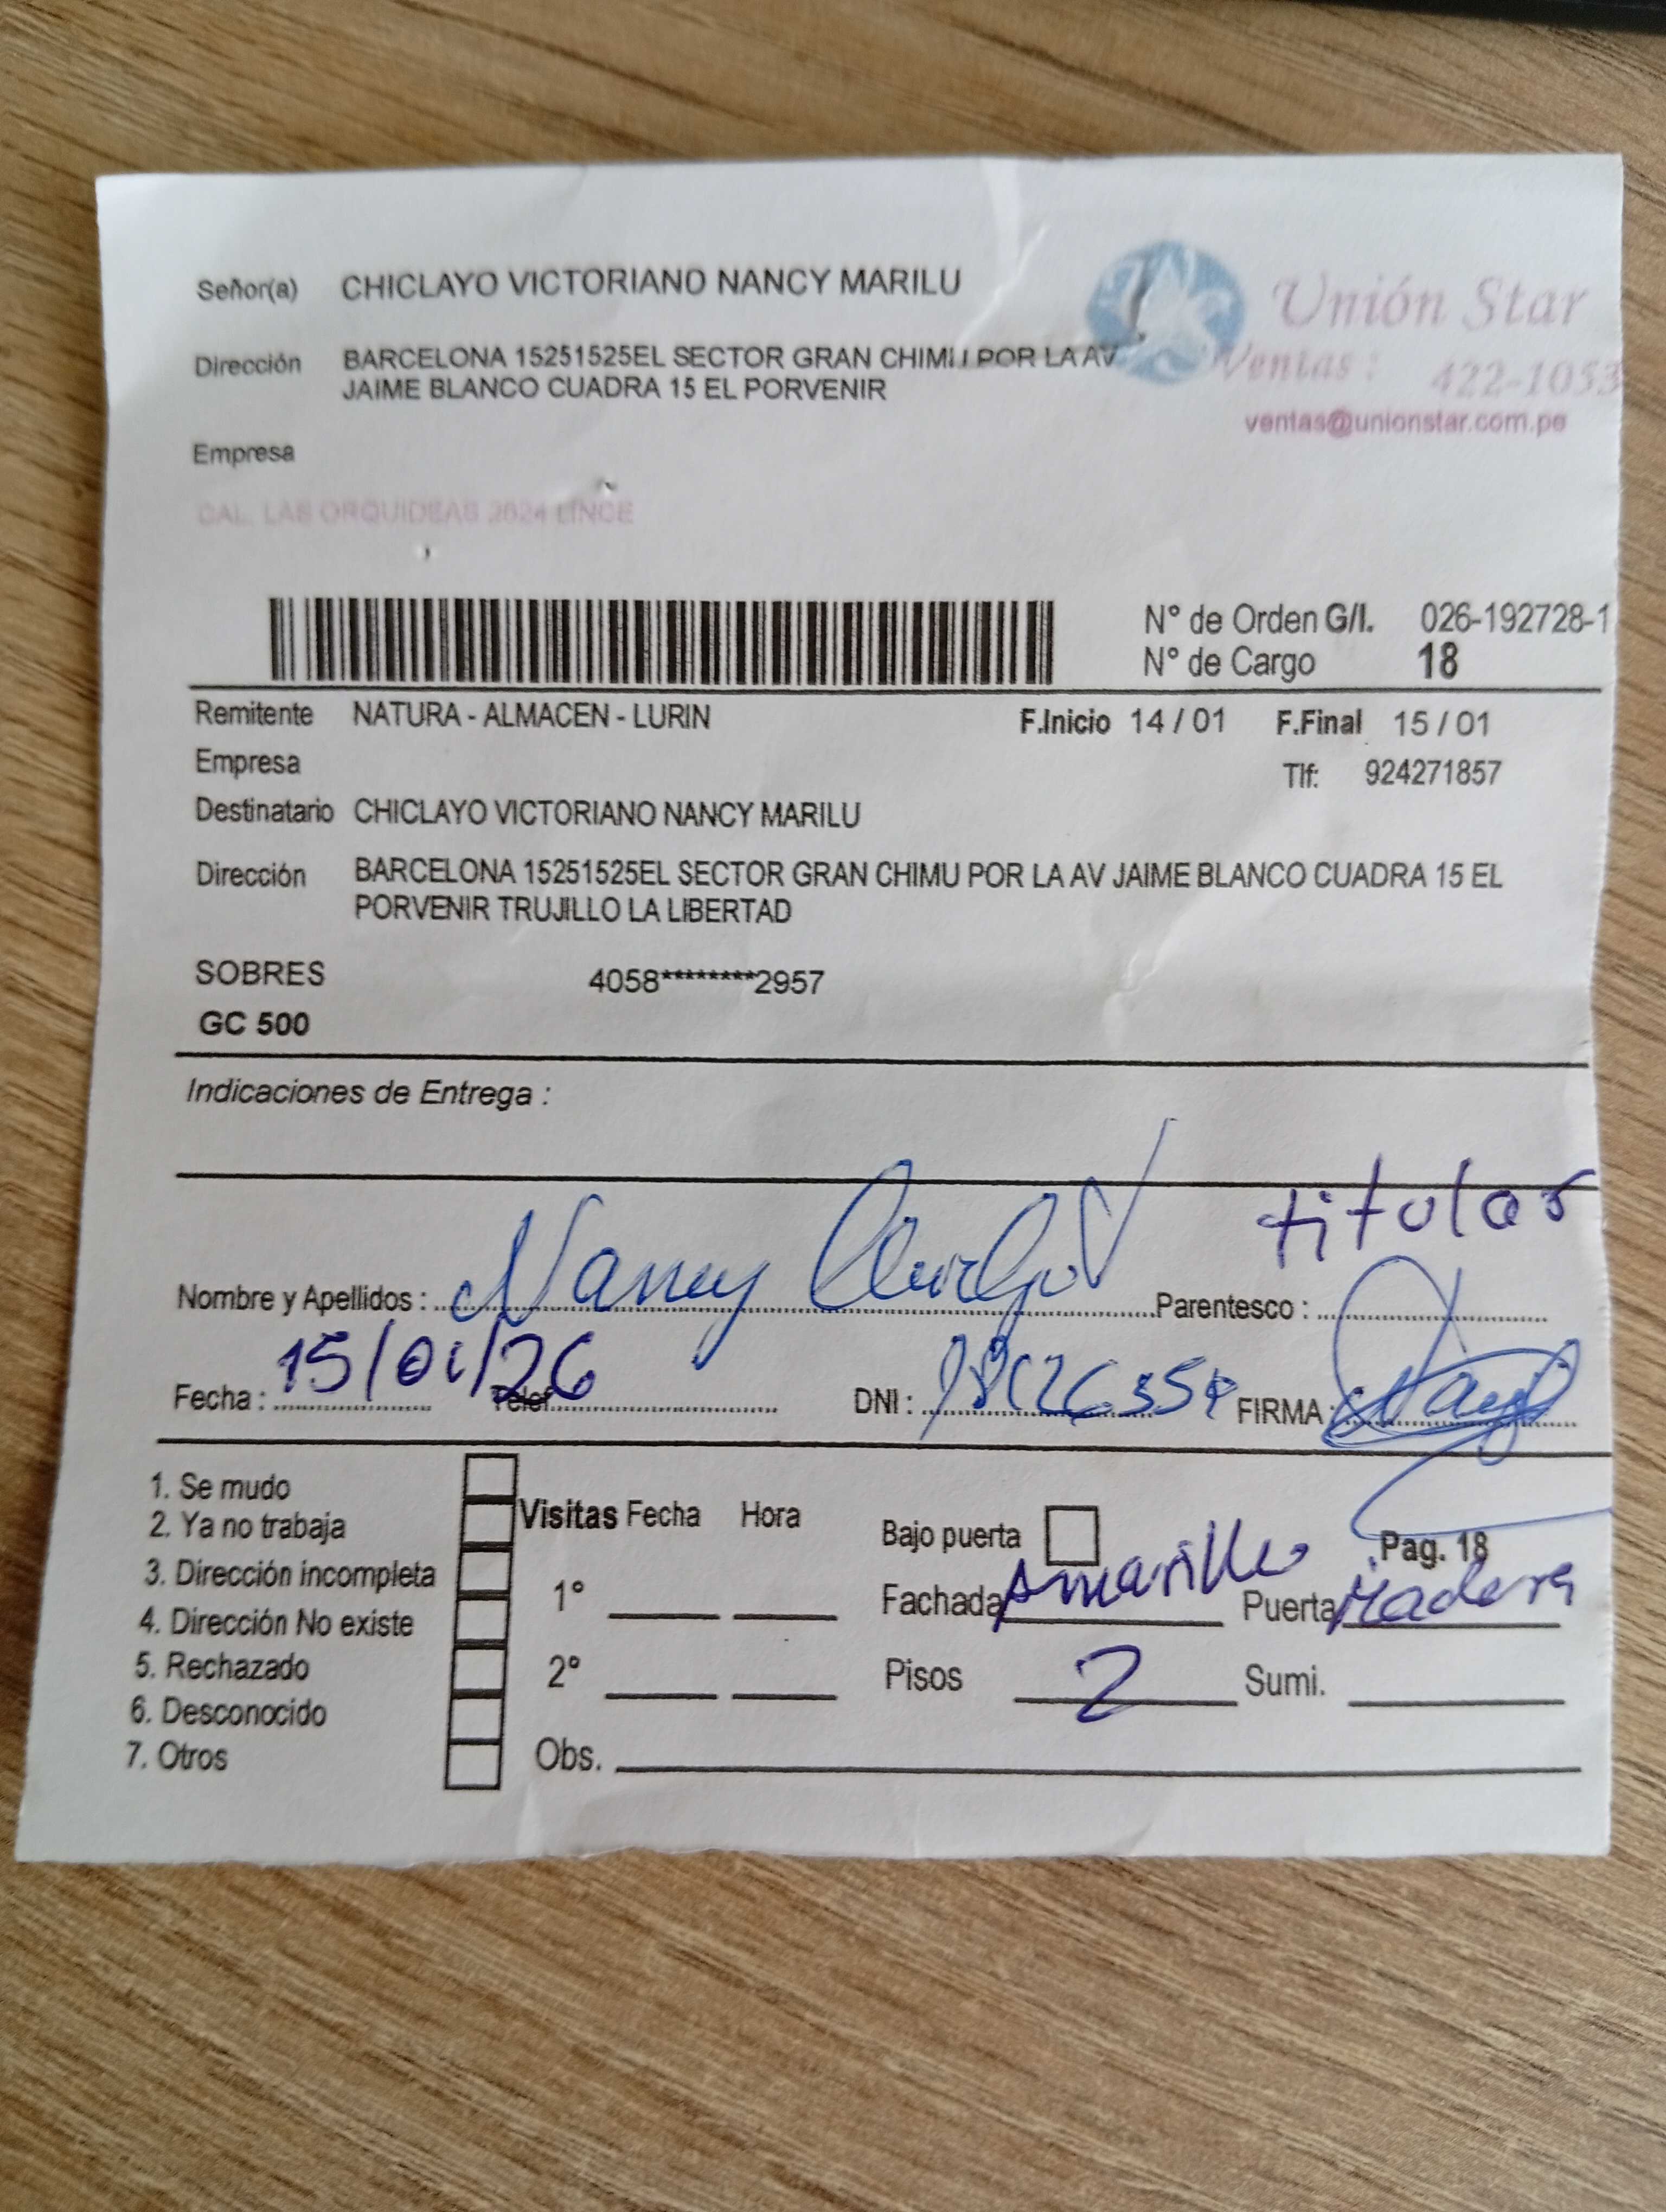 Señor(a) CHICLAYO VICTORIANO NANCY MARILU
Unión Star
Dirección BARCELONA 15251525EL SECTOR GRAN CHIMU POR LA AV
JAIME BLANCO CUADRA 15 EL PORVENIR
Ventas : 422-1053
ventas@unionstar.com.pe
Empresa
CAL. LAS ORQUIDEAS 2624 LINCE
N° de Orden G/I. 026-192728-1
N° de Cargo 18
Remitente NATURA - ALMACEN - LURIN F.Inicio 14 / 01 F.Final 15 / 01
Empresa Tlf: 924271857
Destinatario CHICLAYO VICTORIANO NANCY MARILU
Dirección BARCELONA 15251525EL SECTOR GRAN CHIMU POR LA AV JAIME BLANCO CUADRA 15 EL
PORVENIR TRUJILLO LA LIBERTAD
SOBRES 4058********2957
GC 500
Indicaciones de Entrega :
titular
Nombre y Apellidos : Nancy Parentesco :
Fecha : 15/01/26 Telef. DNI : FIRMA :
1. Se mudo
2. Ya no trabaja
3. Dirección incompleta
4. Dirección No existe
5. Rechazado
6. Desconocido
7. Otros
Visitas Fecha Hora
1°
2°
Obs.
Bajo puerta Pag. 18
Fachada Amarillo Puerta Madera
Pisos 2 Sumi.